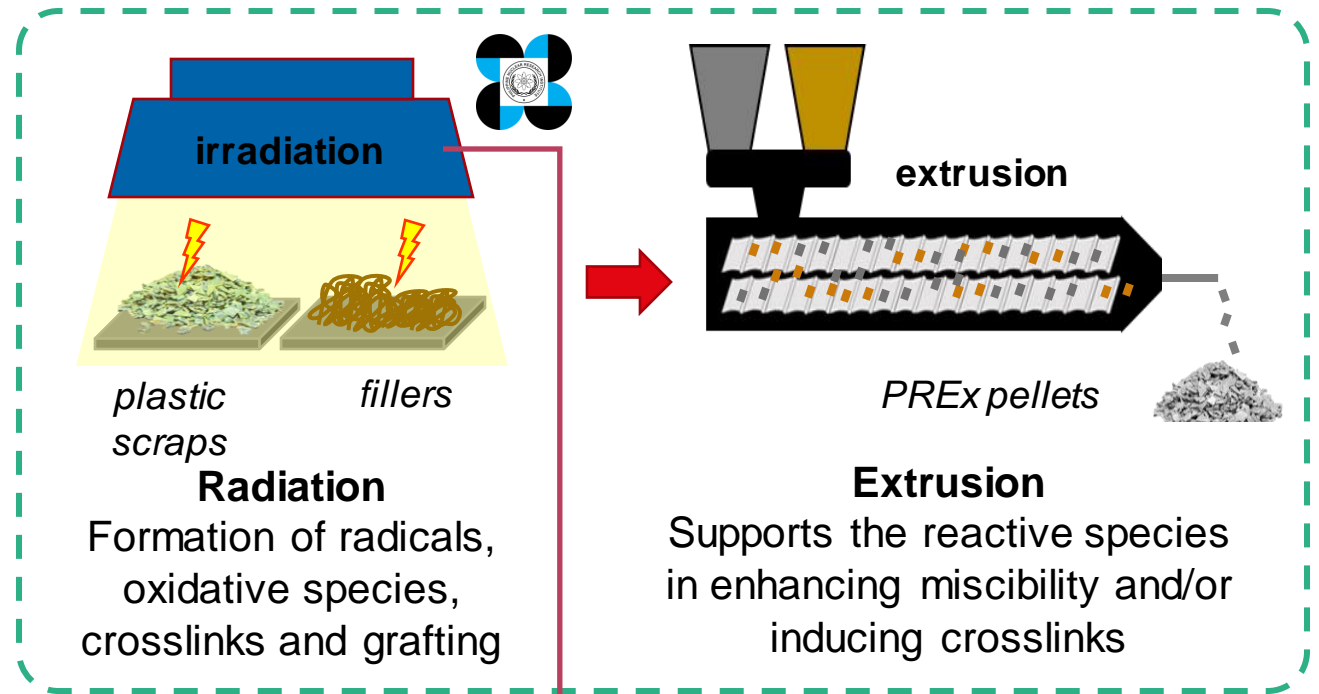 irradiation
plastic
scraps
fillers
Radiation
Formation of radicals,
oxidative species,
crosslinks and grafting
extrusion
PREx pellets
Extrusion
Supports the reactive species
in enhancing miscibility and/or
inducing crosslinks